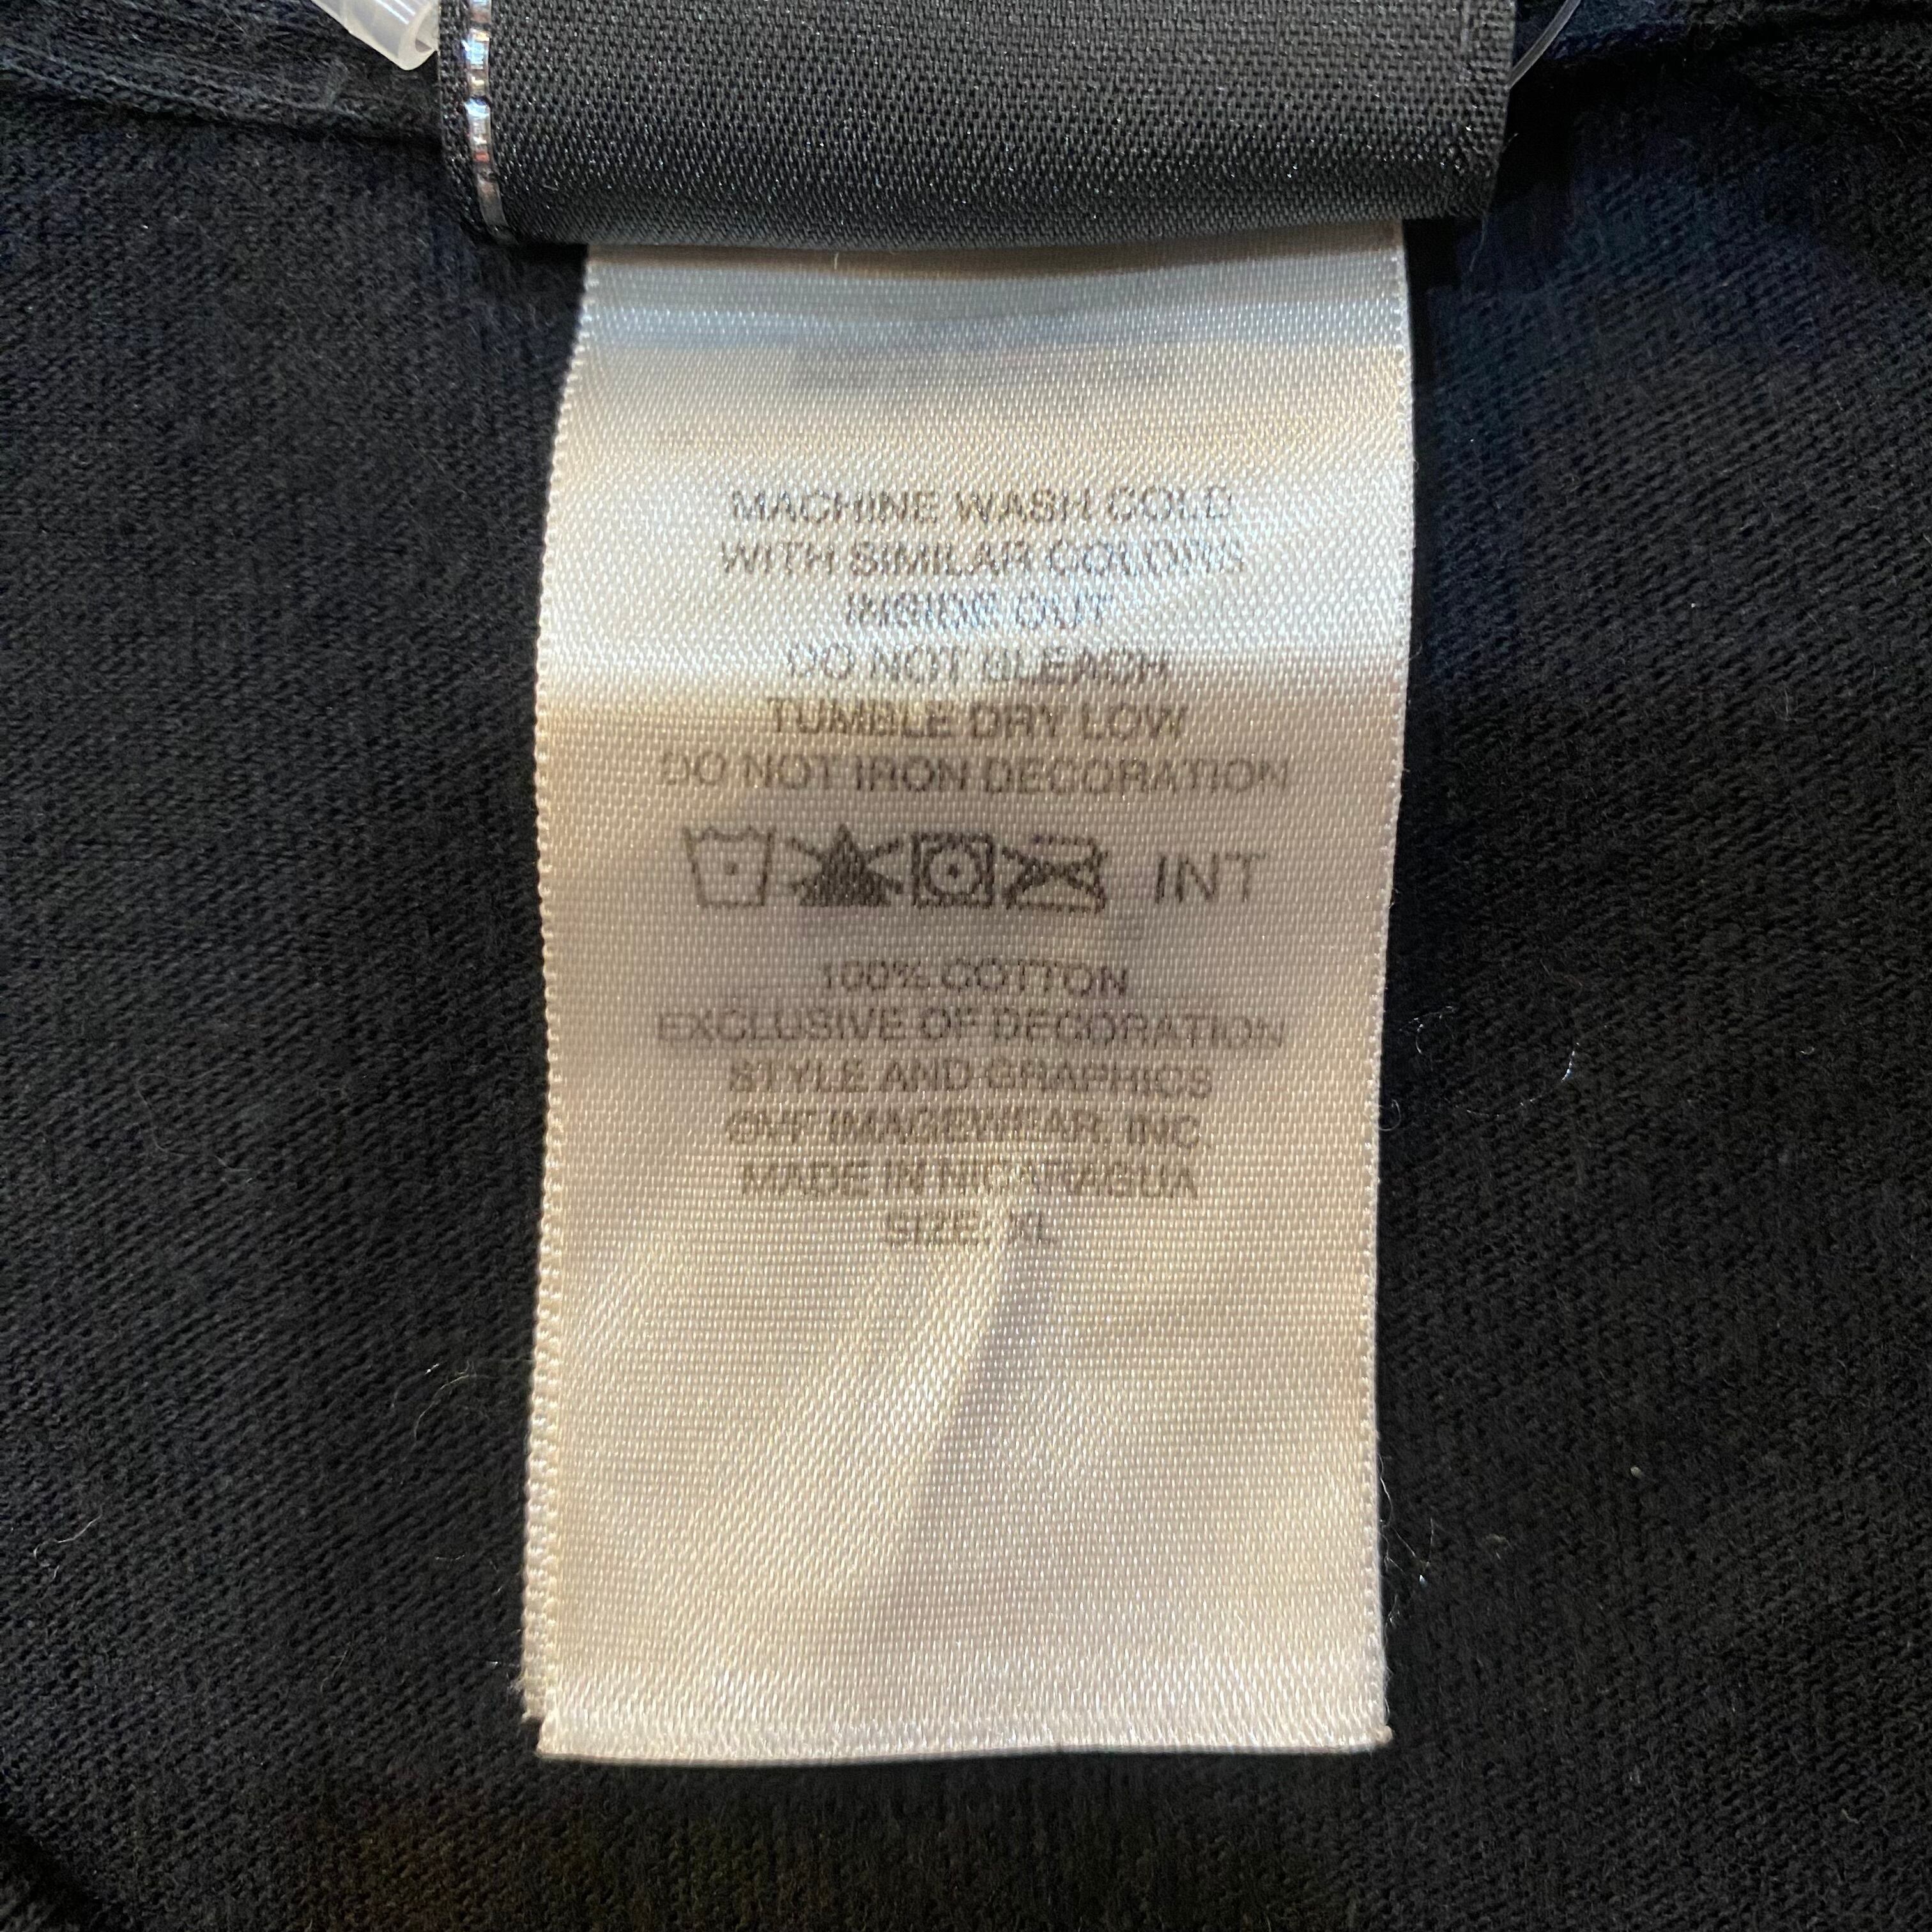 MACHINE WASH COLD
WITH SIMILAR COLORS
INSIDE OUT
DO NOT BLEACH
TUMBLE DRY LOW
DO NOT IRON DECORATION
INT
100% COTTON
EXCLUSIVE OF DECORATION
STYLE AND GRAPHICS
©VF IMAGEWEAR, INC.
MADE IN NICARAGUA
SIZE: XL